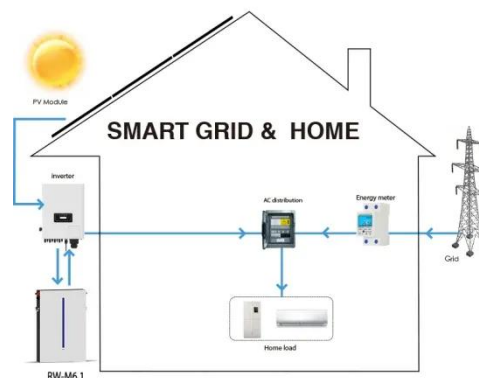 PV Module
SMART GRID & HOME
Inverter
AC distribution
Energy meter
Grid
Home load
RW-M6.1